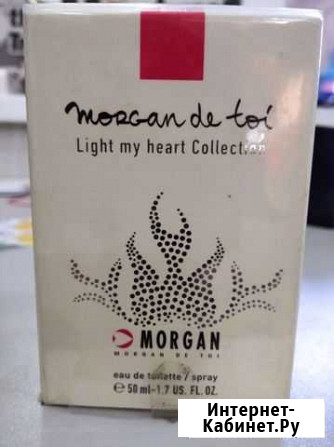 morgan de toi
Light my heart Collection
MORGAN
MORGAN DE TOI
eau de toilette / spray
℮ 50 ml-1.7 US. FL. OZ.
Интернет-
Кабинет.Ру